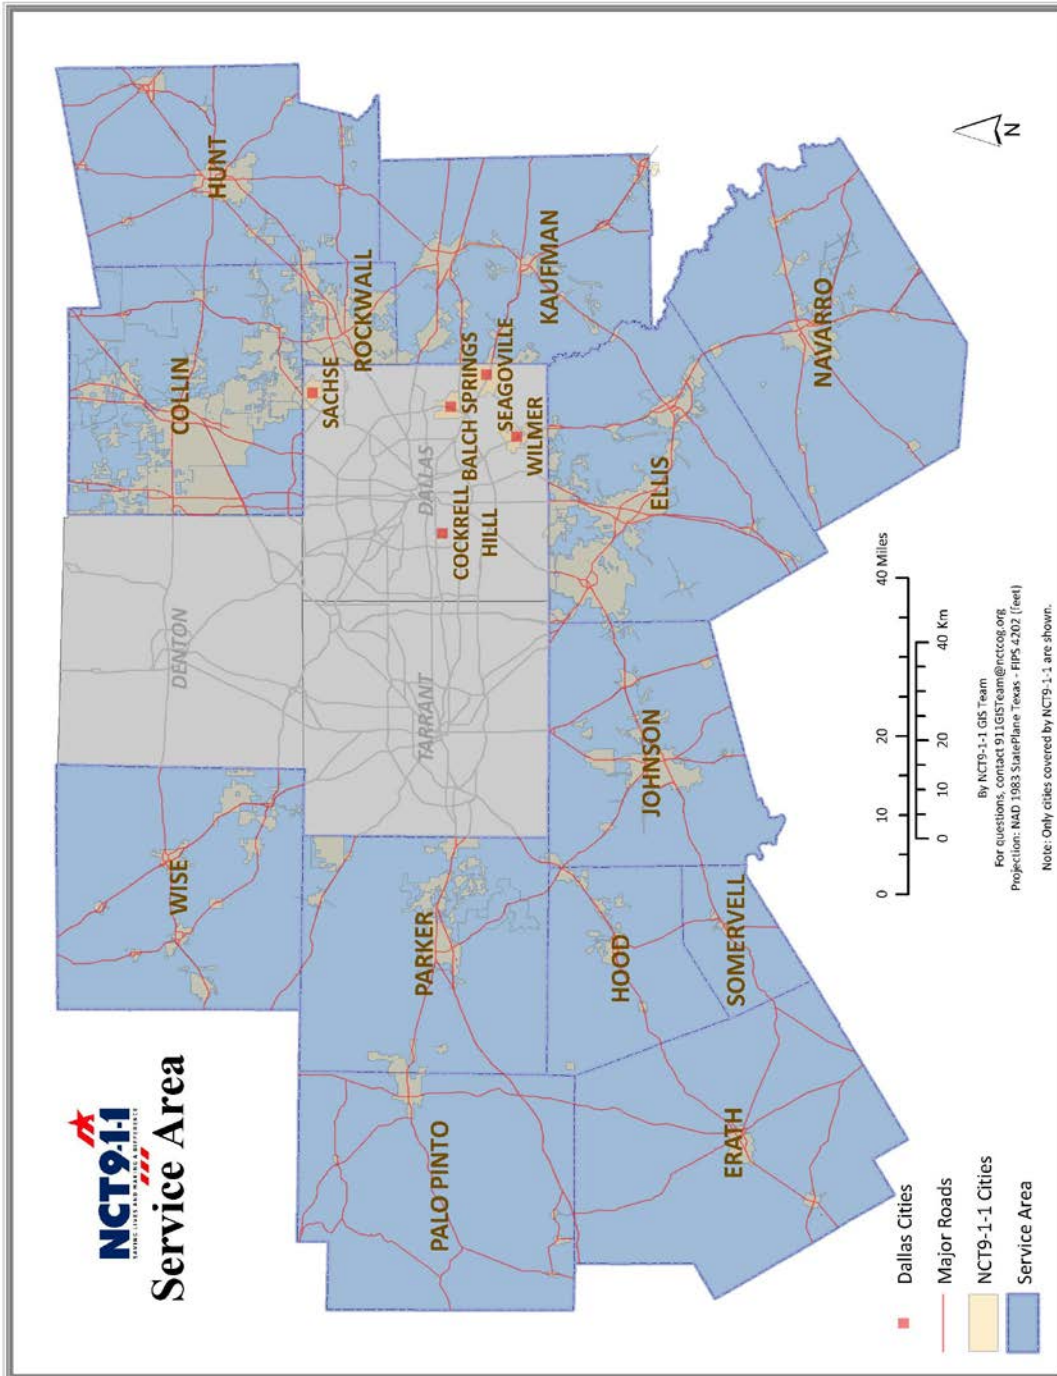 NCT9-1-1
SAVING LIVES AND MAKING A DIFFERENCE
Service Area
WISE
DENTON
COLLIN
HUNT
SACHSE
ROCKWALL
PALO PINTO
PARKER
TARRANT
DALLAS
COCKRELL
HILLL
BALCH SPRINGS
SEAGOVILLE
WILMER
KAUFMAN
ERATH
HOOD
SOMERVELL
JOHNSON
ELLIS
NAVARRO
Dallas Cities
Major Roads
NCT9-1-1 Cities
Service Area
0 10 20 40 Miles
0 10 20 40 Km
By NCT9-1-1 GIS Team
For questions, contact 911GISTeam@nctcog.org
Projection: NAD 1983 StatePlane Texas - FIPS 4202 (feet)
Note: Only cities covered by NCT9-1-1 are shown.
N